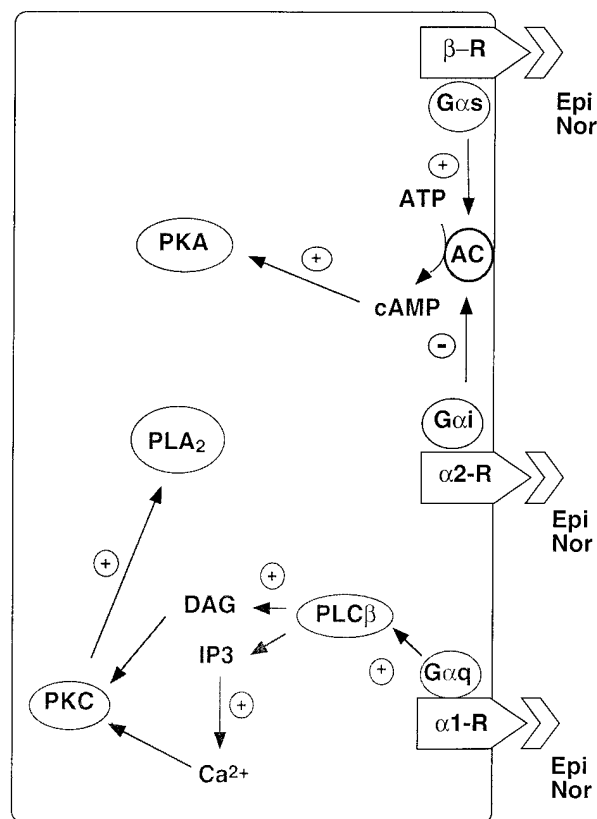 β–R
Gαs
Epi
Nor
+
ATP
PKA
+
AC
cAMP
-
Gαi
PLA₂
α2-R
Epi
Nor
+
+
DAG
PLCβ
IP3
+
Gαq
PKC
+
α1-R
Ca²⁺
Epi
Nor